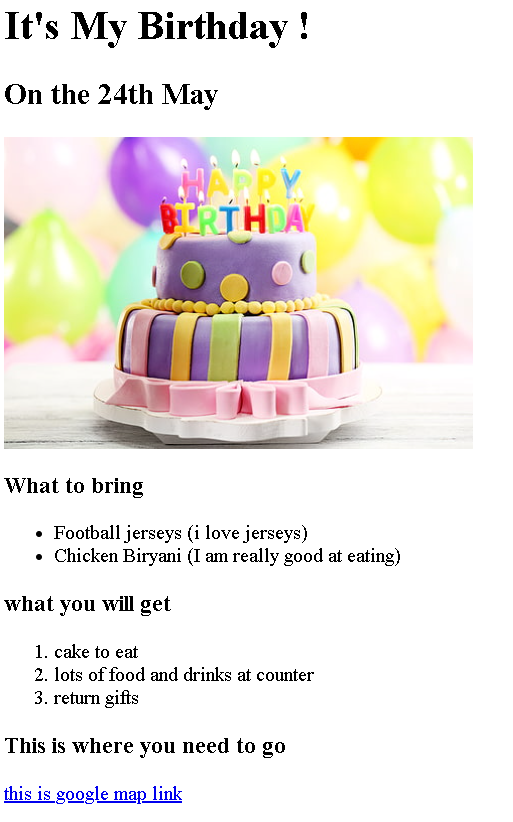 It's My Birthday !
On the 24th May
HAPPY
BIRTHDAY
What to bring
• Football jerseys (i love jerseys)
• Chicken Biryani (I am really good at eating)
what you will get
1. cake to eat
2. lots of food and drinks at counter
3. return gifts
This is where you need to go
this is google map link